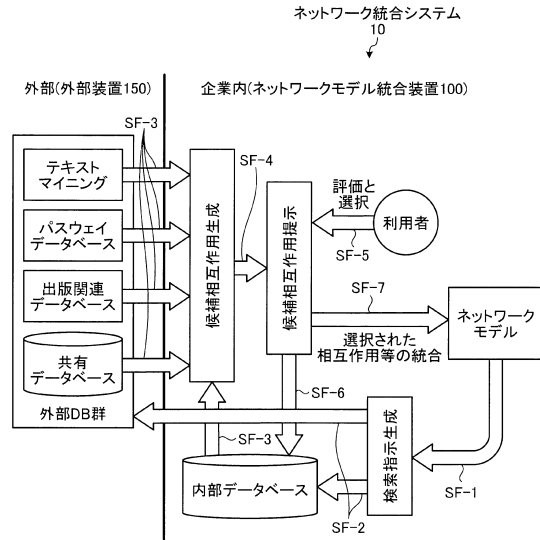 ネットワーク統合システム
10
外部(外部装置150)
企業内(ネットワークモデル統合装置100)
SF-3
テキスト
マイニング
パスウェイ
データベース
出版関連
データベース
共有
データベース
外部DB群
候補相互作用生成
SF-4
候補相互作用提示
評価と
選択
利用者
SF-5
SF-7
選択された
相互作用等の統合
ネットワーク
モデル
SF-6
SF-3
内部データベース
検索指示生成
SF-1
SF-2